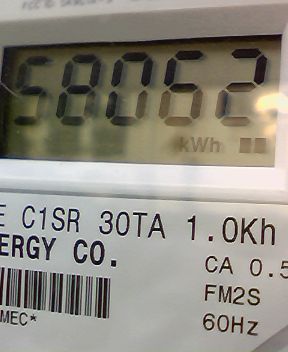 58062
kWh
E C1SR 30TA 1.0Kh
ERGY CO.
CA 0.5
FM2S
MEC*
60Hz